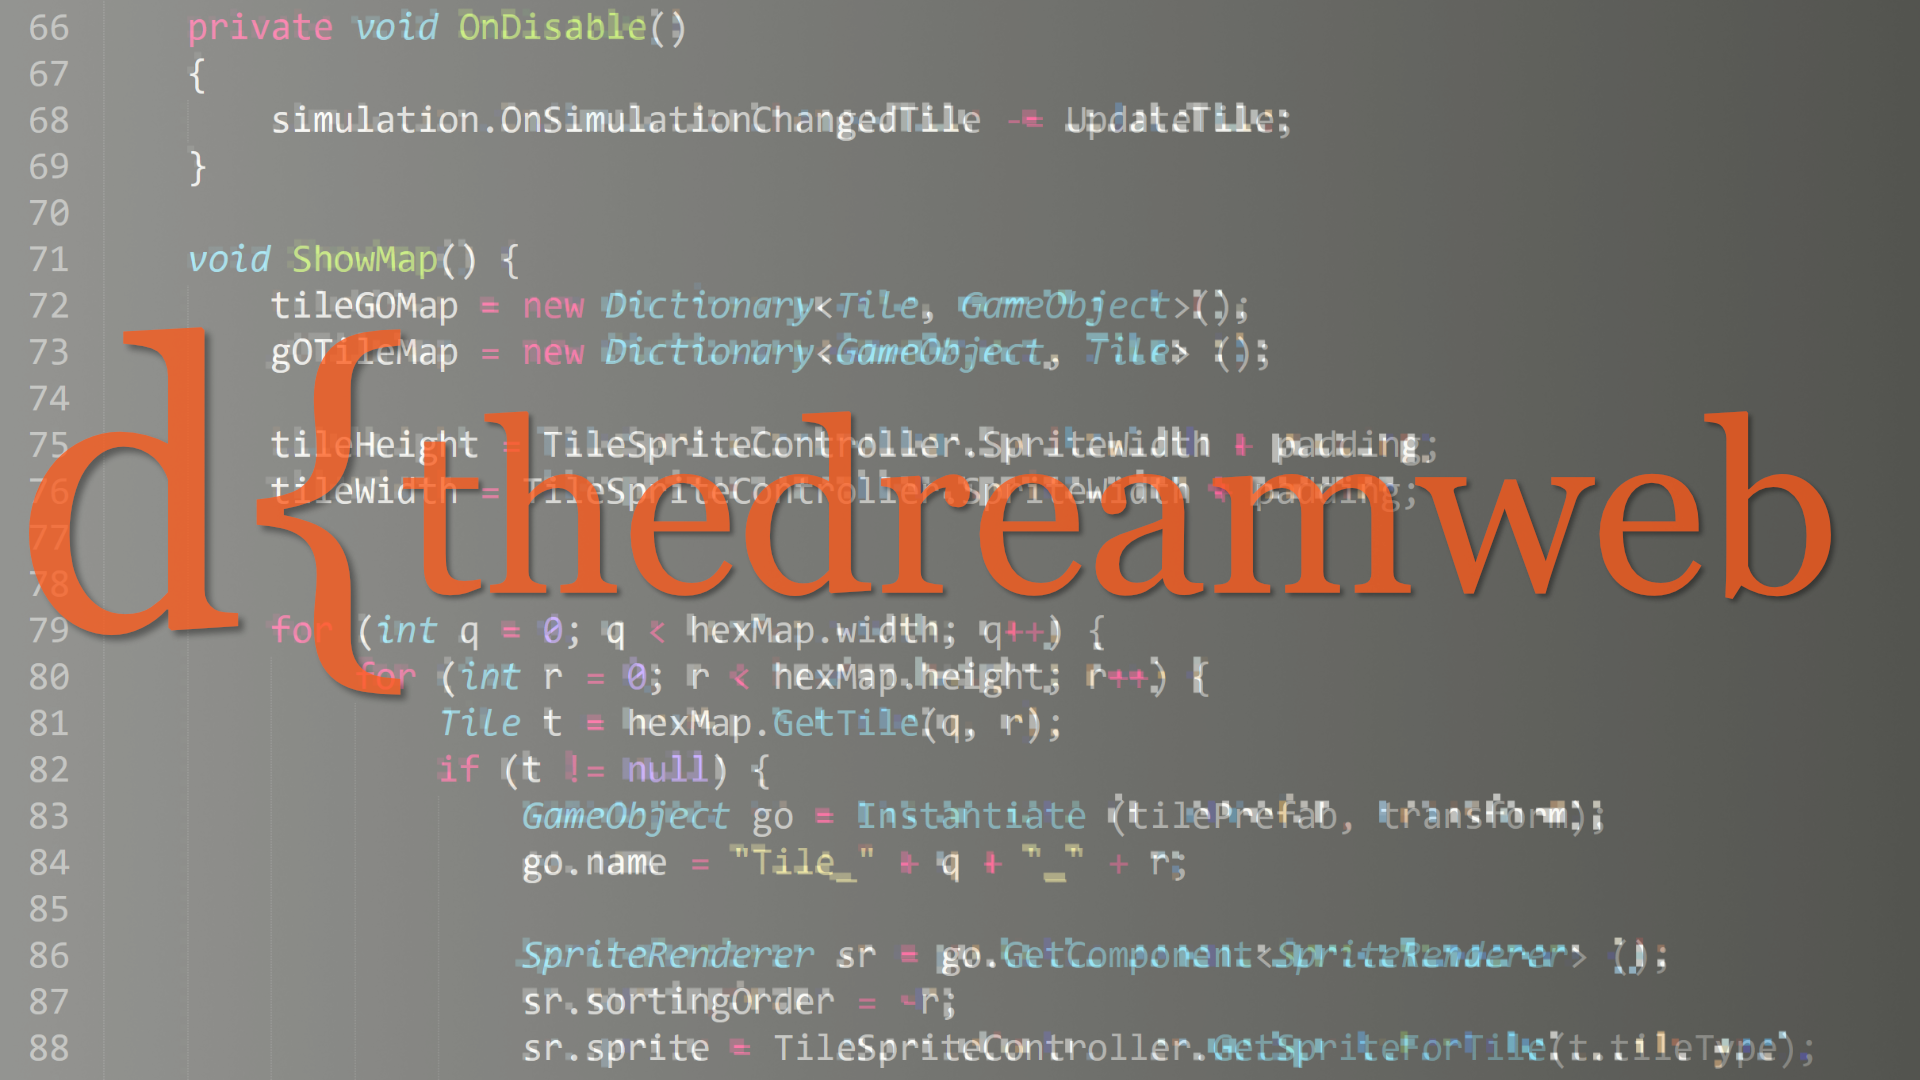 66 private void OnDisable()
67 {
68 simulation.OnSimulationChangedTile -= UpdateTile;
69 }
70
71 void ShowMap() {
72 tileGOMap = new Dictionary<Tile, GameObject>();
73 gOTileMap = new Dictionary<GameObject, Tile> ();
74
75 tileHeight = TileSpriteController.SpriteWidth + padding;
76 tileWidth = TileSpriteController.SpriteWidth + padding;
d{thedreamweb
77
78
79 for (int q = 0; q < hexMap.width; q++) {
80 for (int r = 0; r < hexMap.height; r++) {
81 Tile t = hexMap.GetTile(q, r);
82 if (t != null) {
83 GameObject go = Instantiate (tilePrefab, transform);
84 go.name = "Tile_" + q + "_" + r;
85
86 SpriteRenderer sr = go.GetComponent<SpriteRenderer> ();
87 sr.sortingOrder = -r;
88 sr.sprite = TileSpriteController.GetSpriteForTile(t.tileType);